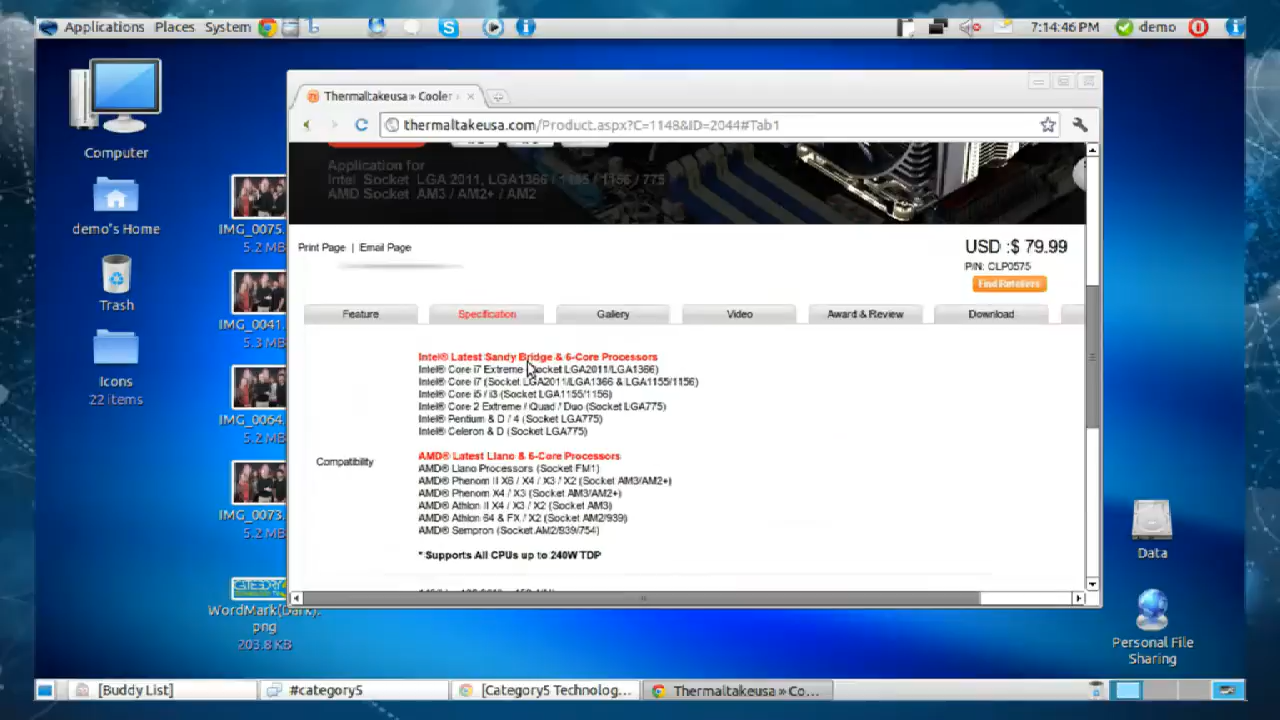 Applications Places System 7:14:46 PM demo
Computer
demo's Home
Trash
Icons
22 items
IMG_0075.
5.2 MB
IMG_0041.
5.3 MB
IMG_0064.
5.2 MB
IMG_0073.
5.2 MB
WordMark(Dark).
png
203.8 KB
Thermaltakeusa » Cooler
thermaltakeusa.com/Product.aspx?C=1148&ID=2044#Tab1
Application for
Intel Socket LGA 2011, LGA1366 / 1155 / 1156 / 775
AMD Socket AM3 / AM2+ / AM2
Print Page | Email Page
USD :$ 79.99
P/N: CLP0575
Find Retailers
Feature Specification Gallery Video Award & Review Download
Compatibility
Intel® Latest Sandy Bridge & 6-Core Processors
Intel® Core i7 Extreme (Socket LGA2011/LGA1366)
Intel® Core i7 (Socket LGA2011/LGA1366 & LGA1155/1156)
Intel® Core i5 / i3 (Socket LGA1155/1156)
Intel® Core 2 Extreme / Quad / Duo (Socket LGA775)
Intel® Pentium & D / 4 (Socket LGA775)
Intel® Celeron & D (Socket LGA775)
AMD® Latest Llano & 6-Core Processors
AMD® Llano Processors (Socket FM1)
AMD® Phenom II X6 / X4 / X3 / X2 (Socket AM3/AM2+)
AMD® Phenom X4 / X3 (Socket AM3/AM2+)
AMD® Athlon II X4 / X3 / X2 (Socket AM3)
AMD® Athlon 64 & FX / X2 (Socket AM2/939)
AMD® Sempron (Socket AM2/939/754)
* Supports All CPUs up to 240W TDP
Data
Personal File
Sharing
[Buddy List] #category5 [Category5 Technolog... Thermaltakeusa » Co...